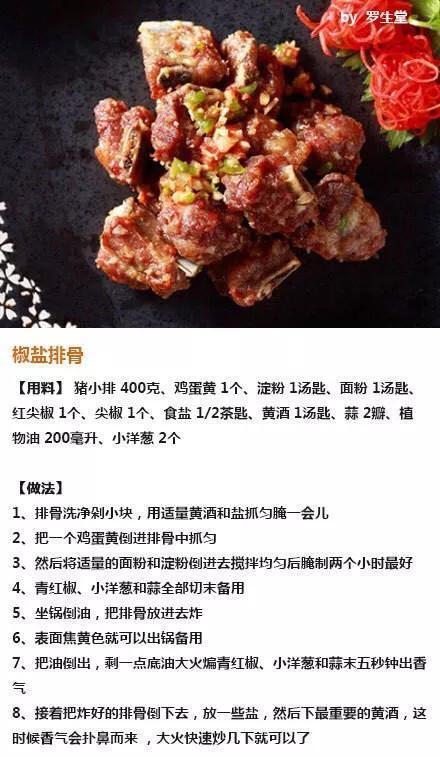 by 罗生堂
椒盐排骨
【用料】 猪小排 400克、鸡蛋黄 1个、淀粉 1汤匙、面粉 1汤匙、
红尖椒 1个、尖椒 1个、食盐 1/2茶匙、黄酒 1汤匙、蒜 2瓣、植
物油 200毫升、小洋葱 2个
【做法】
1、排骨洗净剁小块，用适量黄酒和盐抓匀腌一会儿
2、把一个鸡蛋黄倒进排骨中抓匀
3、然后将适量的面粉和淀粉倒进去搅拌均匀后腌制两个小时最好
4、青红椒、小洋葱和蒜全部切末备用
5、坐锅倒油，把排骨放进去炸
6、表面焦黄色就可以出锅备用
7、把油倒出，剩一点底油大火煸青红椒、小洋葱和蒜末五秒钟出香
气
8、接着把炸好的排骨倒下去，放一些盐，然后下最重要的黄酒，这
时候香气会扑鼻而来 ，大火快速炒几下就可以了